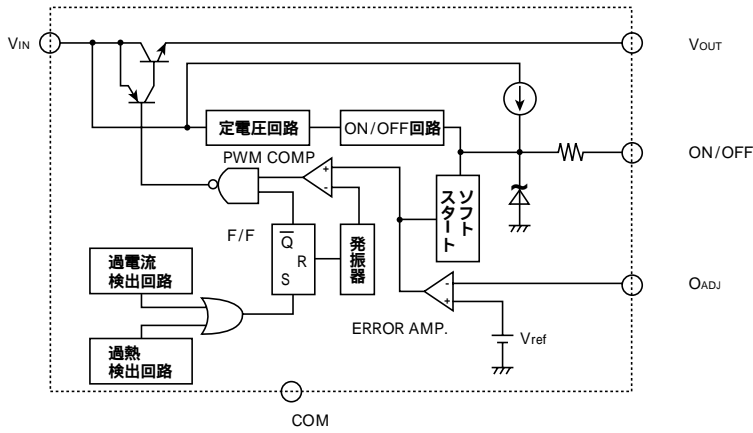 VIN
VOUT
定電圧回路
ON/OFF回路
ON/OFF
PWM COMP
+
-
ソフト
スタート
F/F
Q
R
S
発振器
過電流
検出回路
-
+
OADJ
ERROR AMP.
Vref
過熱
検出回路
COM